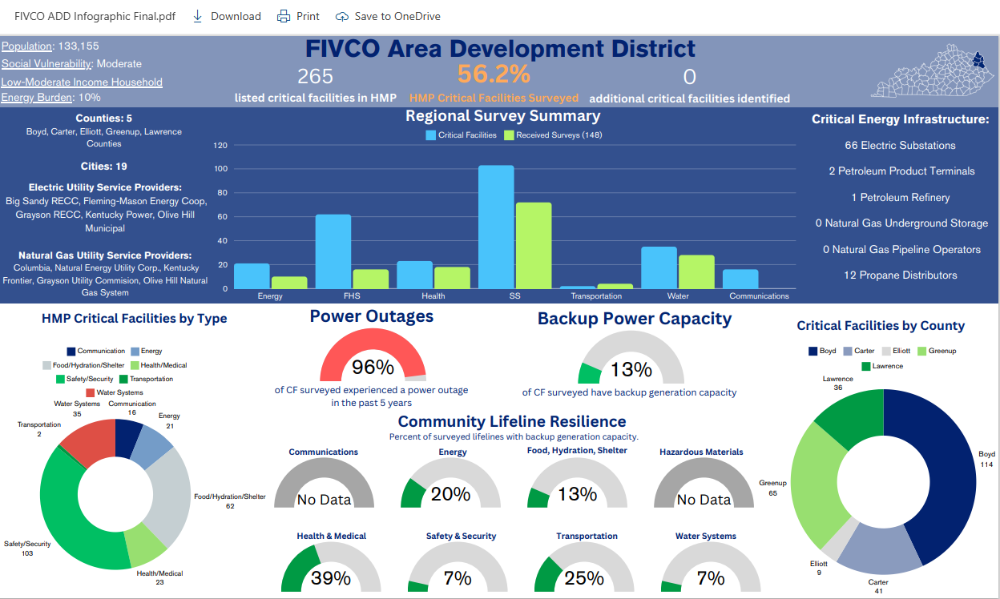 FIVCO ADD Infographic Final.pdf
Download
Print
Save to OneDrive
Population: 133,155
Social Vulnerability: Moderate
Low-Moderate Income Household
Energy Burden: 10%
FIVCO Area Development District
265
listed critical facilities in HMP
56.2%
HMP Critical Facilities Surveyed
0
additional critical facilities identified
Counties: 5
Boyd, Carter, Elliott, Greenup, Lawrence
Counties
Cities: 19
Electric Utility Service Providers:
Big Sandy RECC, Fleming-Mason Energy Coop,
Grayson RECC, Kentucky Power, Olive Hill
Municipal
Natural Gas Utility Service Providers:
Columbia, Natural Energy Utility Corp., Kentucky
Frontier, Grayson Utility Commision, Olive Hill Natural
Gas System
Regional Survey Summary
Critical Facilities
Received Surveys (148)
120
100
80
60
40
20
0
Energy
FHS
Health
SS
Transportation
Water
Communications
Critical Energy Infrastructure:
66 Electric Substations
2 Petroleum Product Terminals
1 Petroleum Refinery
0 Natural Gas Underground Storage
0 Natural Gas Pipeline Operators
12 Propane Distributors
HMP Critical Facilities by Type
Communication
Energy
Food/Hydration/Shelter
Health/Medical
Safety/Security
Transportation
Water Systems
Water Systems
35
Communication
16
Energy
21
Transportation
2
Food/Hydration/Shelter
62
Safety/Security
103
Health/Medical
23
Power Outages
96%
of CF surveyed experienced a power outage
in the past 5 years
Backup Power Capacity
13%
of CF surveyed have backup generation capacity
Community Lifeline Resilience
Percent of surveyed lifelines with backup generation capacity.
Communications
No Data
Energy
20%
Food, Hydration, Shelter
13%
Hazardous Materials
No Data
Health & Medical
39%
Safety & Security
7%
Transportation
25%
Water Systems
7%
Critical Facilities by County
Boyd
Carter
Elliott
Greenup
Lawrence
Lawrence
36
Boyd
114
Greenup
65
Elliott
9
Carter
41